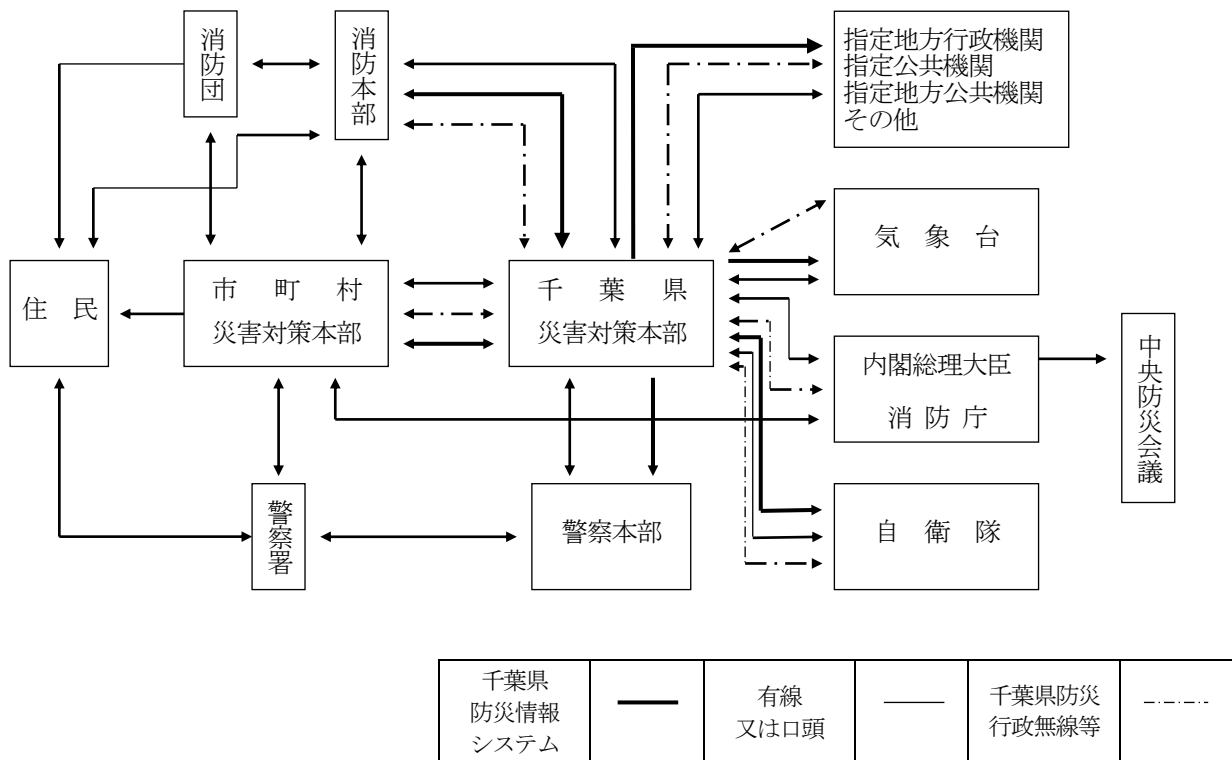 消防団
消防本部
指定地方行政機関
指定公共機関
指定地方公共機関
その他
気象台
住民
市町村
災害対策本部
千葉県
災害対策本部
内閣総理大臣
消防庁
中央防災会議
警察署
警察本部
自衛隊
千葉県
防災情報
システム
有線
又は口頭
千葉県防災
行政無線等